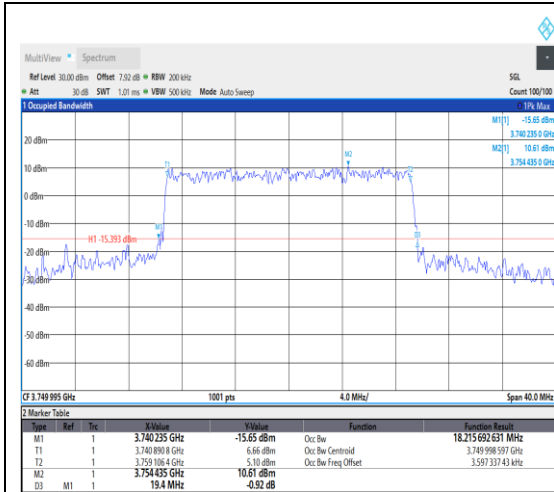 MultiView Spectrum
Ref Level 30.00 dBm Offset 7.92 dB RBW 200 kHz SGL
Att 30 dB SWT 1.01 ms VBW 500 kHz Mode Auto Sweep Count 100/100
1 Occupied Bandwidth 1Pk Max
M1[1] -15.65 dBm
3.740 235 0 GHz
M2[1] 10.61 dBm
3.754 435 0 GHz
20 dBm
T1 M2
10 dBm
0 dBm
-10 dBm
H1 -15.393 dBm
-20 dBm
-30 dBm
-40 dBm
-50 dBm
-60 dBm
CF 3.749 995 GHz 1001 pts 4.0 MHz/ Span 40.0 MHz
2 Marker Table
Type Ref Trc X-Value Y-Value Function Function Result
M1 1 3.740 235 GHz -15.65 dBm Occ Bw 18.215 692 631 MHz
T1 1 3.740 890 8 GHz 6.66 dBm Occ Bw Centroid 3.749 998 597 GHz
T2 1 3.759 106 4 GHz 5.10 dBm Occ Bw Freq Offset 3.597 337 43 kHz
M2 1 3.754 435 GHz 10.61 dBm
D3 M1 1 19.4 MHz -0.92 dB